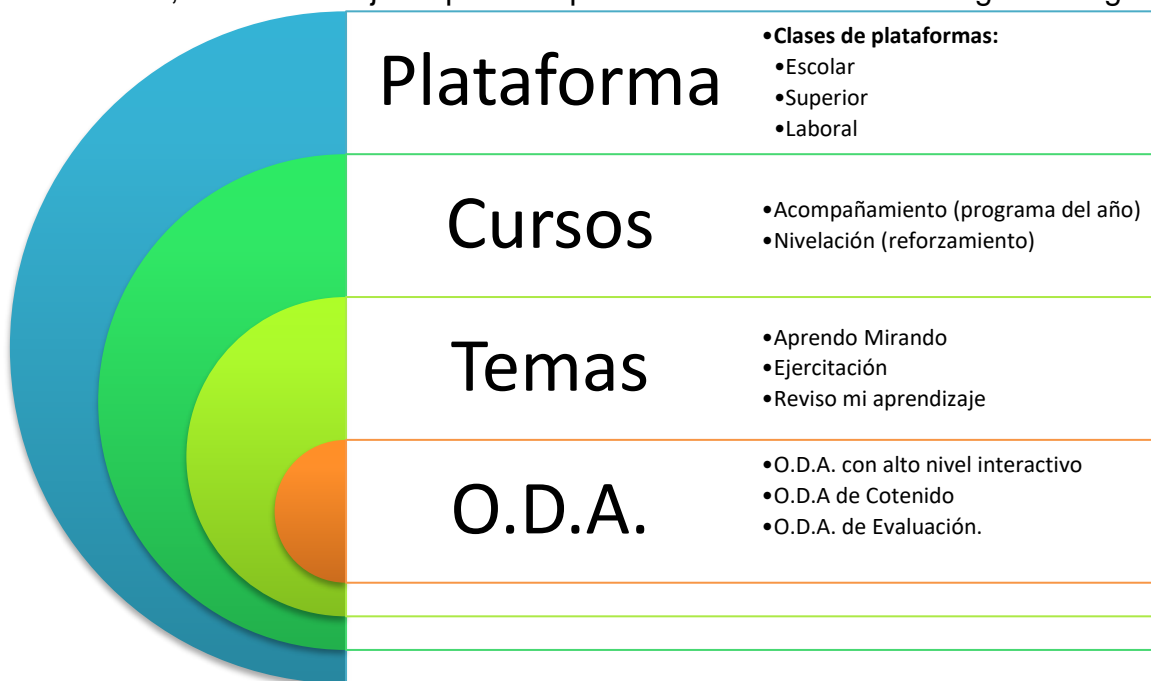 Plataforma
•Clases de plataformas:
•Escolar
•Superior
•Laboral
Cursos
•Acompañamiento (programa del año)
•Nivelación (reforzamiento)
Temas
•Aprendo Mirando
•Ejercitación
•Reviso mi aprendizaje
O.D.A.
•O.D.A. con alto nivel interactivo
•O.D.A de Cotenido
•O.D.A. de Evaluación.